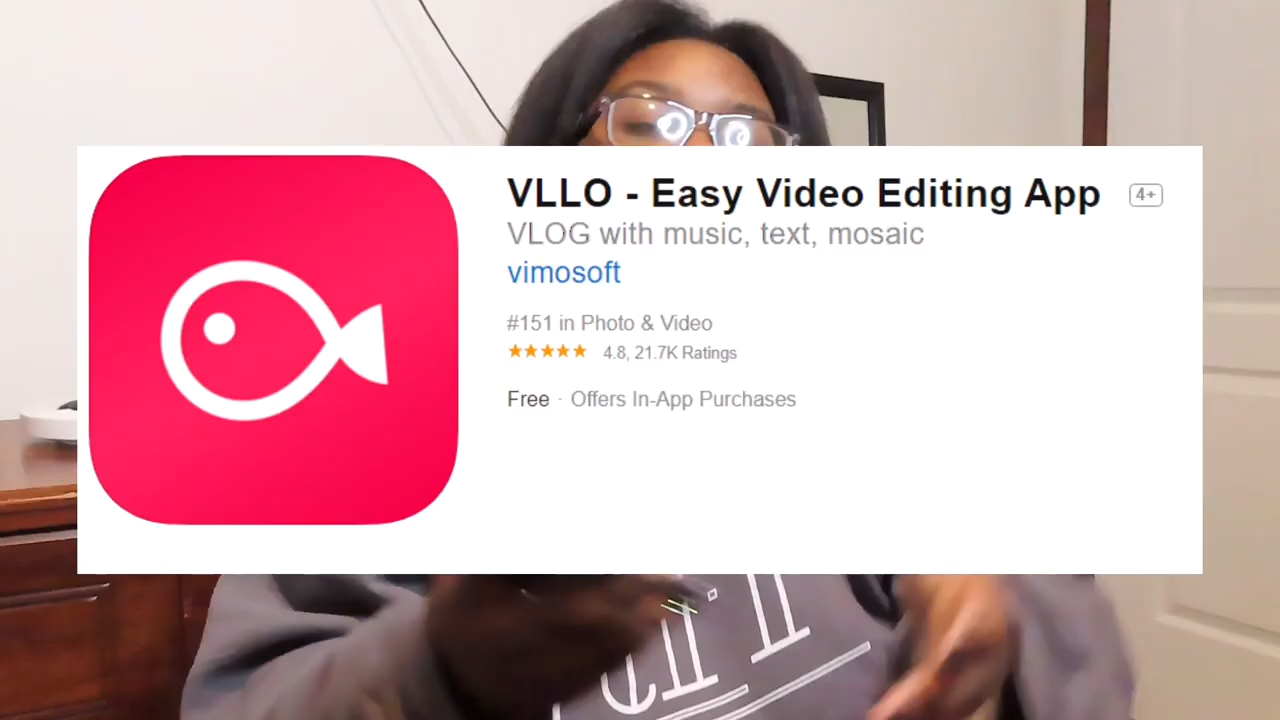 VLLO - Easy Video Editing App 4+
VLOG with music, text, mosaic
vimosoft
#151 in Photo & Video
4.8, 21.7K Ratings
Free · Offers In-App Purchases